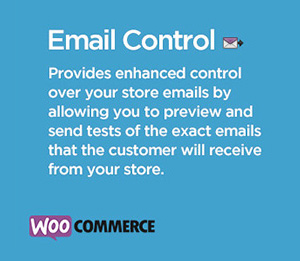 Email Control
Provides enhanced control
over your store emails by
allowing you to preview and
send tests of the exact emails
that the customer will receive
from your store.
WOO COMMERCE